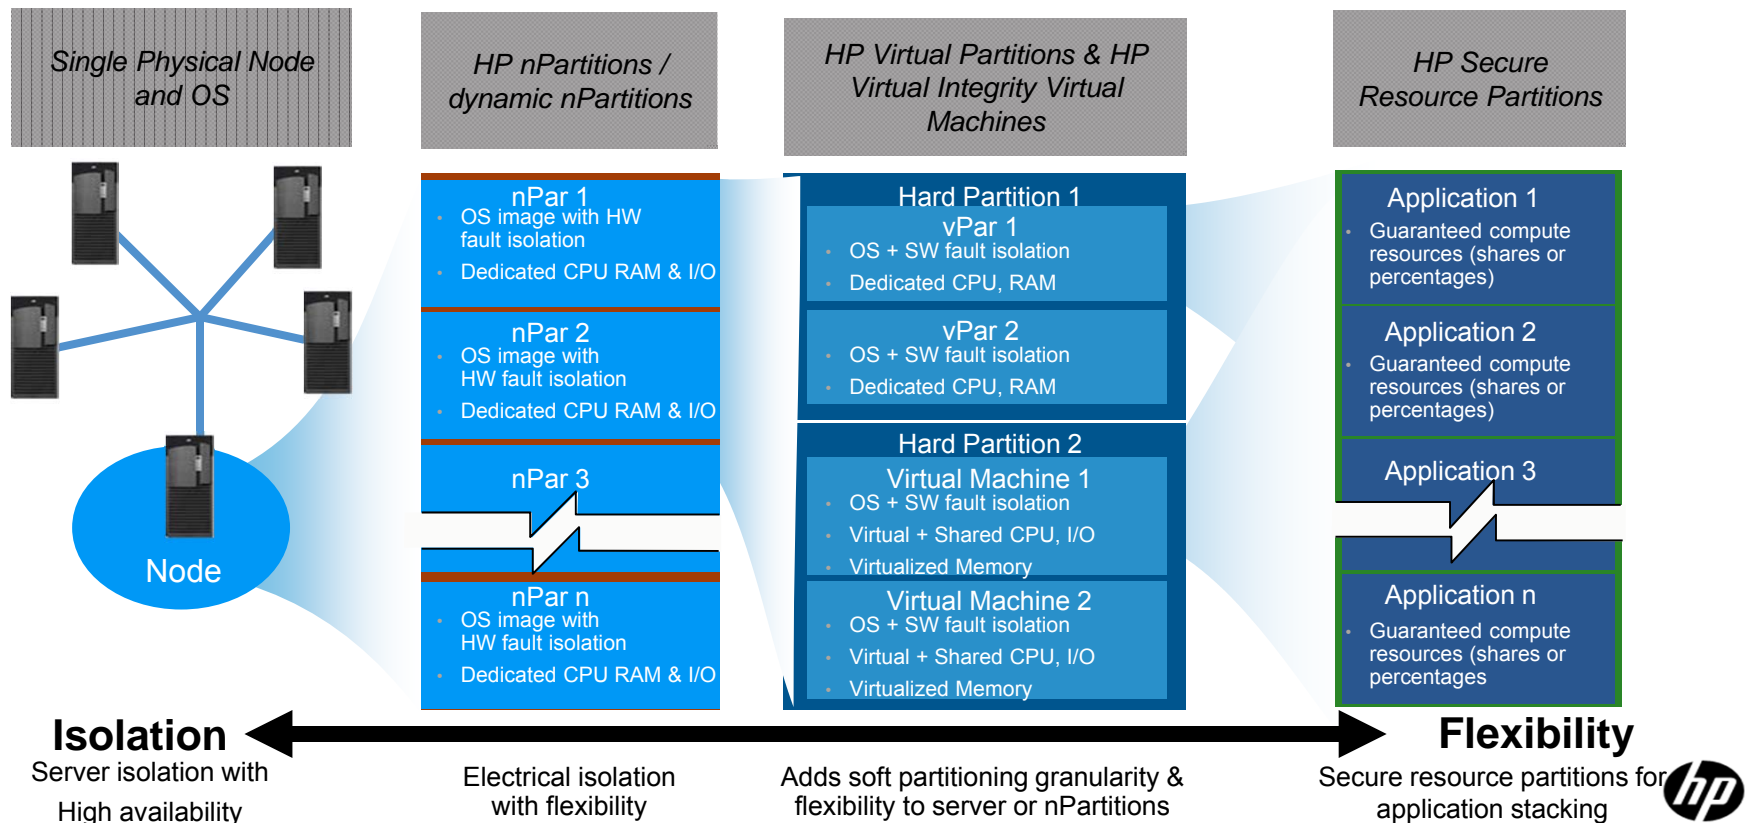 Single Physical Node
and OS
HP nPartitions /
dynamic nPartitions
HP Virtual Partitions & HP
Virtual Integrity Virtual
Machines
HP Secure
Resource Partitions
Node
nPar 1
• OS image with HW
fault isolation
• Dedicated CPU RAM & I/O
nPar 2
• OS image with
HW fault isolation
• Dedicated CPU RAM & I/O
nPar 3
nPar n
• OS image with
HW fault isolation
• Dedicated CPU RAM & I/O
Hard Partition 1
vPar 1
• OS + SW fault isolation
• Dedicated CPU, RAM
vPar 2
• OS + SW fault isolation
• Dedicated CPU, RAM
Hard Partition 2
Virtual Machine 1
• OS + SW fault isolation
• Virtual + Shared CPU, I/O
• Virtualized Memory
Virtual Machine 2
• OS + SW fault isolation
• Virtual + Shared CPU, I/O
• Virtualized Memory
Application 1
• Guaranteed compute
resources (shares or
percentages)
Application 2
• Guaranteed compute
resources (shares or
percentages)
Application 3
Application n
• Guaranteed compute
resources (shares or
percentages
Isolation
Flexibility
Server isolation with
High availability
Electrical isolation
with flexibility
Adds soft partitioning granularity &
flexibility to server or nPartitions
Secure resource partitions for
application stacking
hp